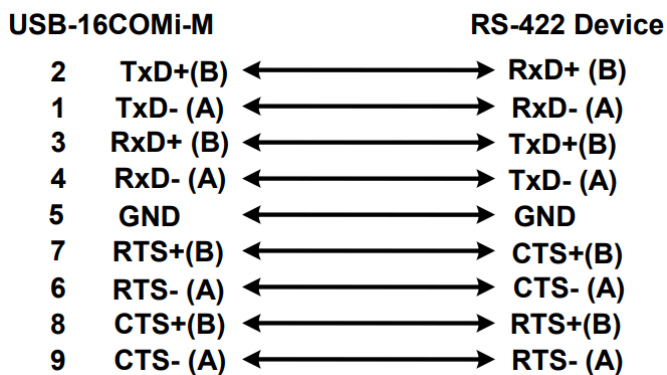 USB-16COMi-M RS-422 Device
2 TxD+(B) RxD+ (B)
1 TxD- (A) RxD- (A)
3 RxD+ (B) TxD+(B)
4 RxD- (A) TxD- (A)
5 GND GND
7 RTS+(B) CTS+(B)
6 RTS- (A) CTS- (A)
8 CTS+(B) RTS+(B)
9 CTS- (A) RTS- (A)